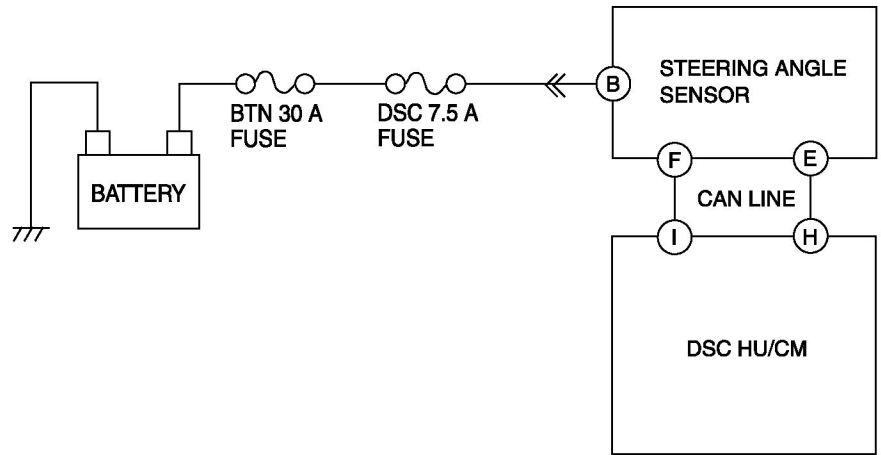 STEERING ANGLE
SENSOR
B
BTN 30 A
FUSE
DSC 7.5 A
FUSE
BATTERY
F
E
CAN LINE
I
H
DSC HU/CM